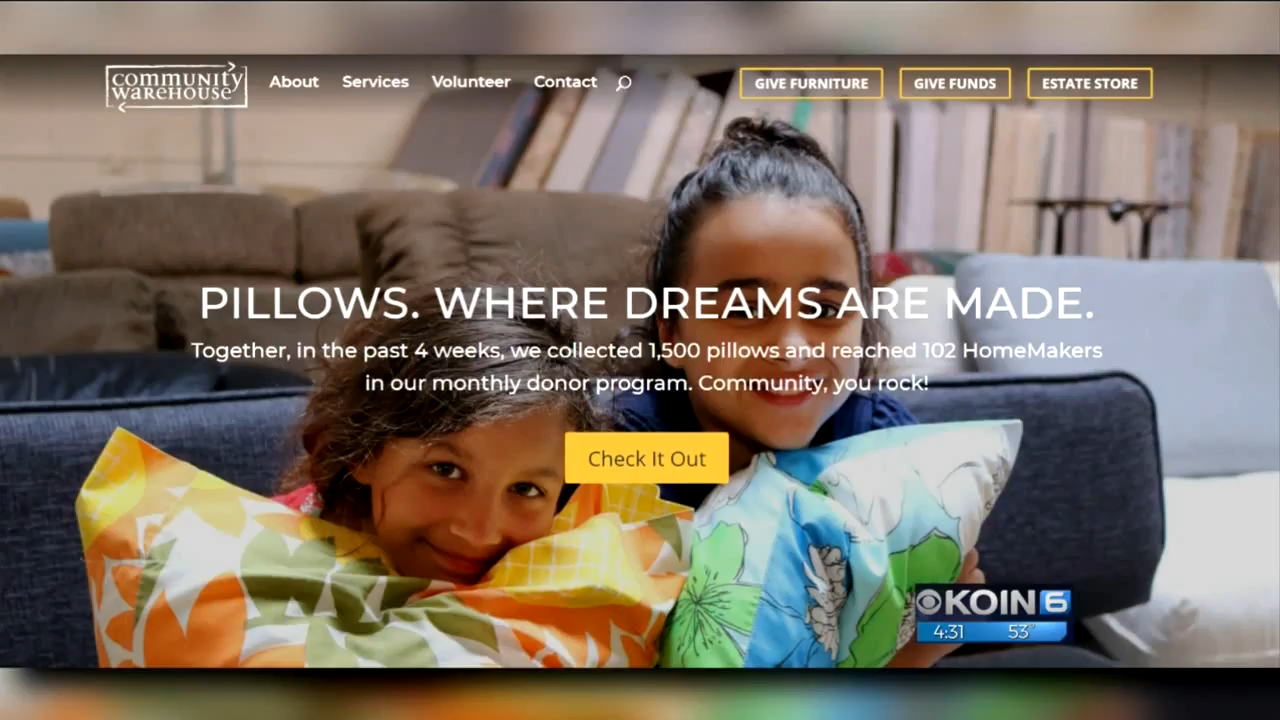 community
warehouse
About Services Volunteer Contact
GIVE FURNITURE GIVE FUNDS ESTATE STORE
PILLOWS. WHERE DREAMS ARE MADE.
Together, in the past 4 weeks, we collected 1,500 pillows and reached 102 HomeMakers
in our monthly donor program. Community, you rock!
Check It Out
KOIN 6
4:31 53°